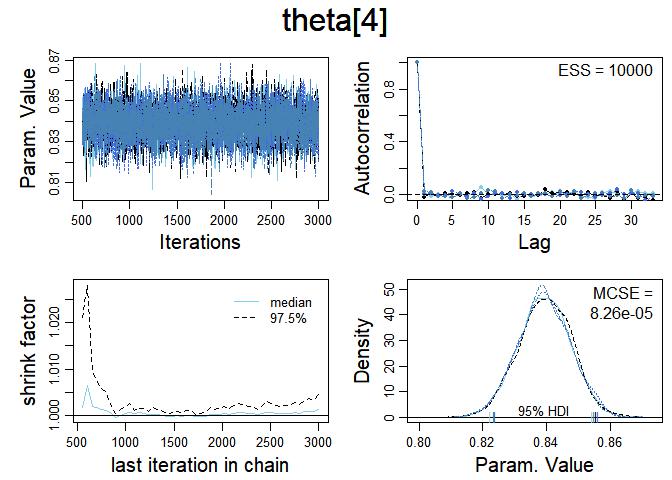 theta[4]
Param. Value
0.81 0.83 0.85 0.87
500 1000 1500 2000 2500 3000
Iterations
Autocorrelation
0.0 0.4 0.8
ESS = 10000
0 5 10 15 20 25 30
Lag
shrink factor
1.000 1.010 1.020
median
97.5%
500 1000 1500 2000 2500 3000
last iteration in chain
Density
0 10 20 30 40 50
MCSE =
8.26e-05
95% HDI
0.80 0.82 0.84 0.86
Param. Value